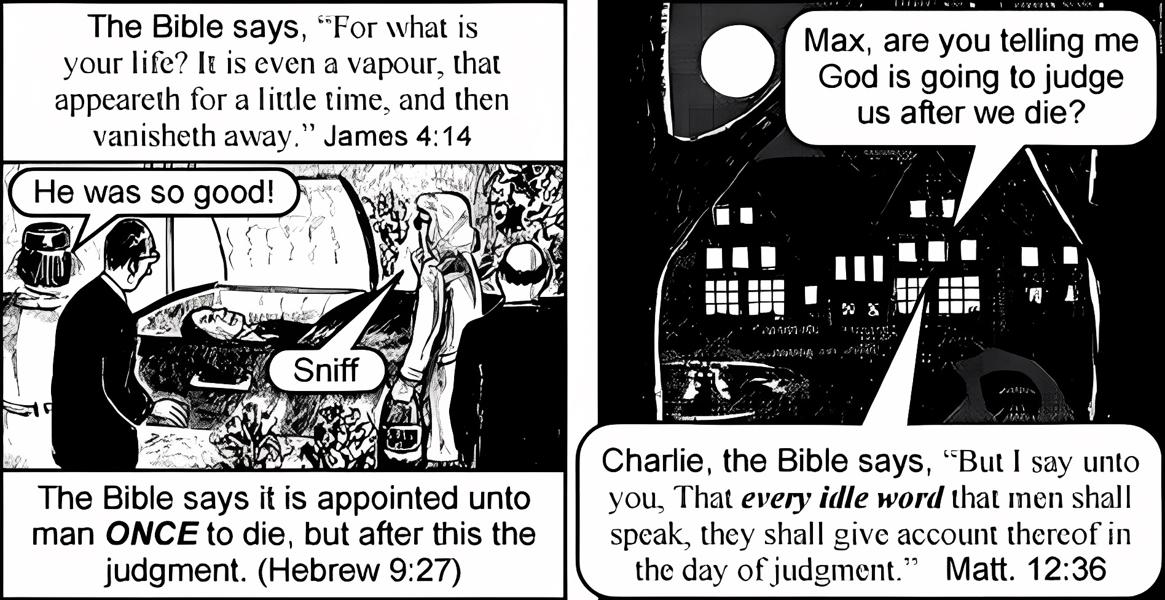 The Bible says, “For what is
your life? It is even a vapour, that
appeareth for a little time, and then
vanisheth away.” James 4:14
He was so good!
Sniff
The Bible says it is appointed unto
man ONCE to die, but after this the
judgment. (Hebrew 9:27)
Max, are you telling me
God is going to judge
us after we die?
Charlie, the Bible says, “But I say unto
you, That every idle word that men shall
speak, they shall give account thereof in
the day of judgment.” Matt. 12:36